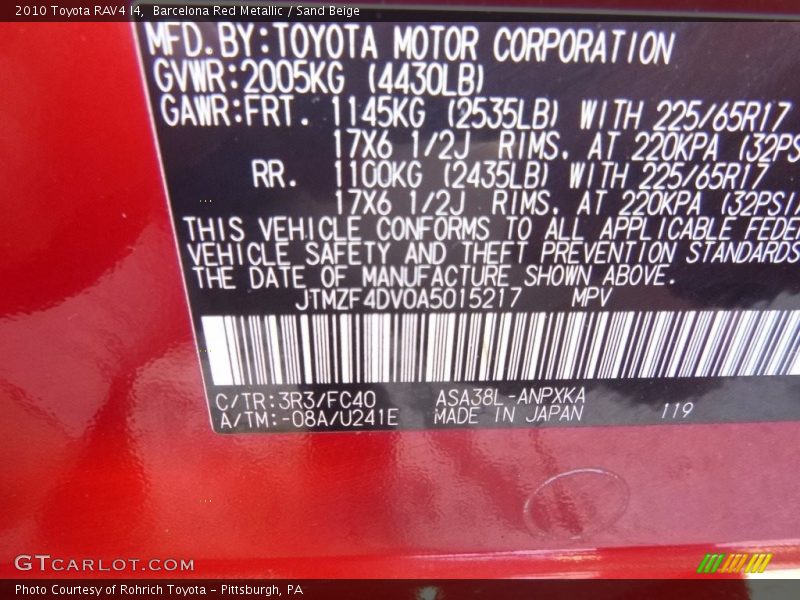 2010 Toyota RAV4 I4, Barcelona Red Metallic / Sand Beige
MFD. BY: TOYOTA MOTOR CORPORATION
GVWR: 2005KG (4430LB)
GAWR: FRT. 1145KG (2535LB) WITH 225/65R17
17X6 1/2J RIMS, AT 220KPA (32PS
RR. 1100KG (2435LB) WITH 225/65R17
17X6 1/2J RIMS, AT 220KPA (32PSI
THIS VEHICLE CONFORMS TO ALL APPLICABLE FEDE
VEHICLE SAFETY AND THEFT PREVENTION STANDARDS
THE DATE OF MANUFACTURE SHOWN ABOVE.
JTMZF4DV0A5015217 MPV
C/TR: 3R3/FC40 ASA38L-ANPXKA
A/TM: -08A/U241E MADE IN JAPAN 119
GTCARLOT.COM
Photo Courtesy of Rohrich Toyota - Pittsburgh, PA